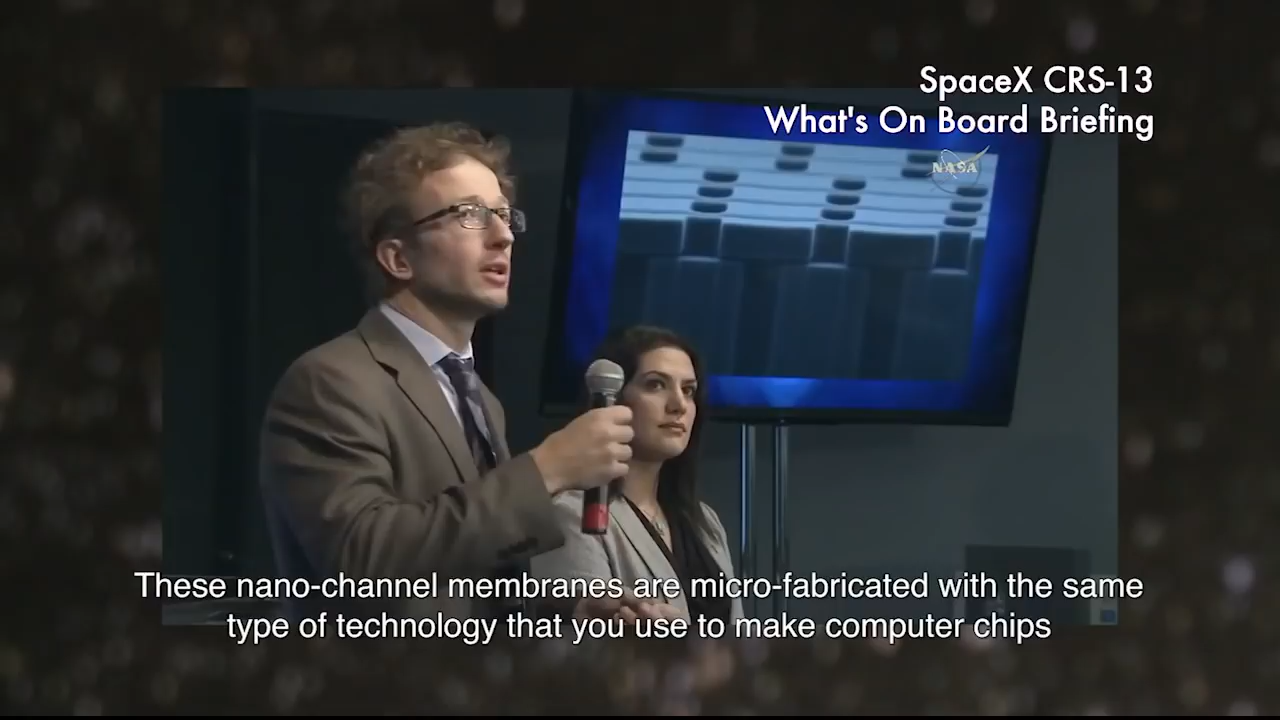 SpaceX CRS-13
What's On Board Briefing
NASA
These nano-channel membranes are micro-fabricated with the same
type of technology that you use to make computer chips